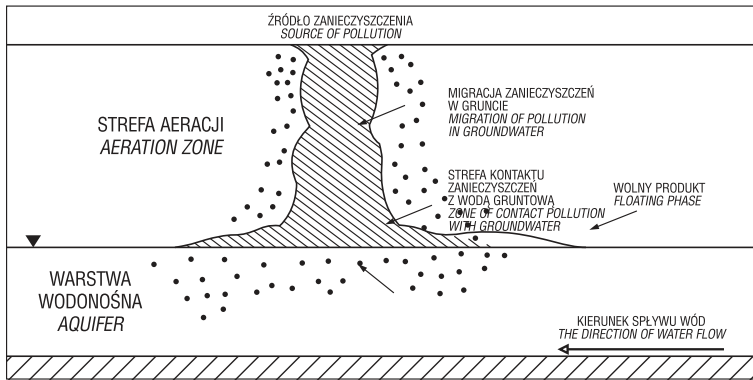 ŹRÓDŁO ZANIECZYSZCZENIA
SOURCE OF POLLUTION
STREFA AERACJI
AERATION ZONE
MIGRACJA ZANIECZYSZCZEŃ
W GRUNCIE
MIGRATION OF POLLUTION
IN GROUNDWATER
STREFA KONTAKTU
ZANIECZYSZCZEŃ
Z WODĄ GRUNTOWĄ
ZONE OF CONTACT POLLUTION
WITH GROUNDWATER
WOLNY PRODUKT
FLOATING PHASE
WARSTWA
WODONOŚNA
AQUIFER
KIERUNEK SPŁYWU WÓD
THE DIRECTION OF WATER FLOW